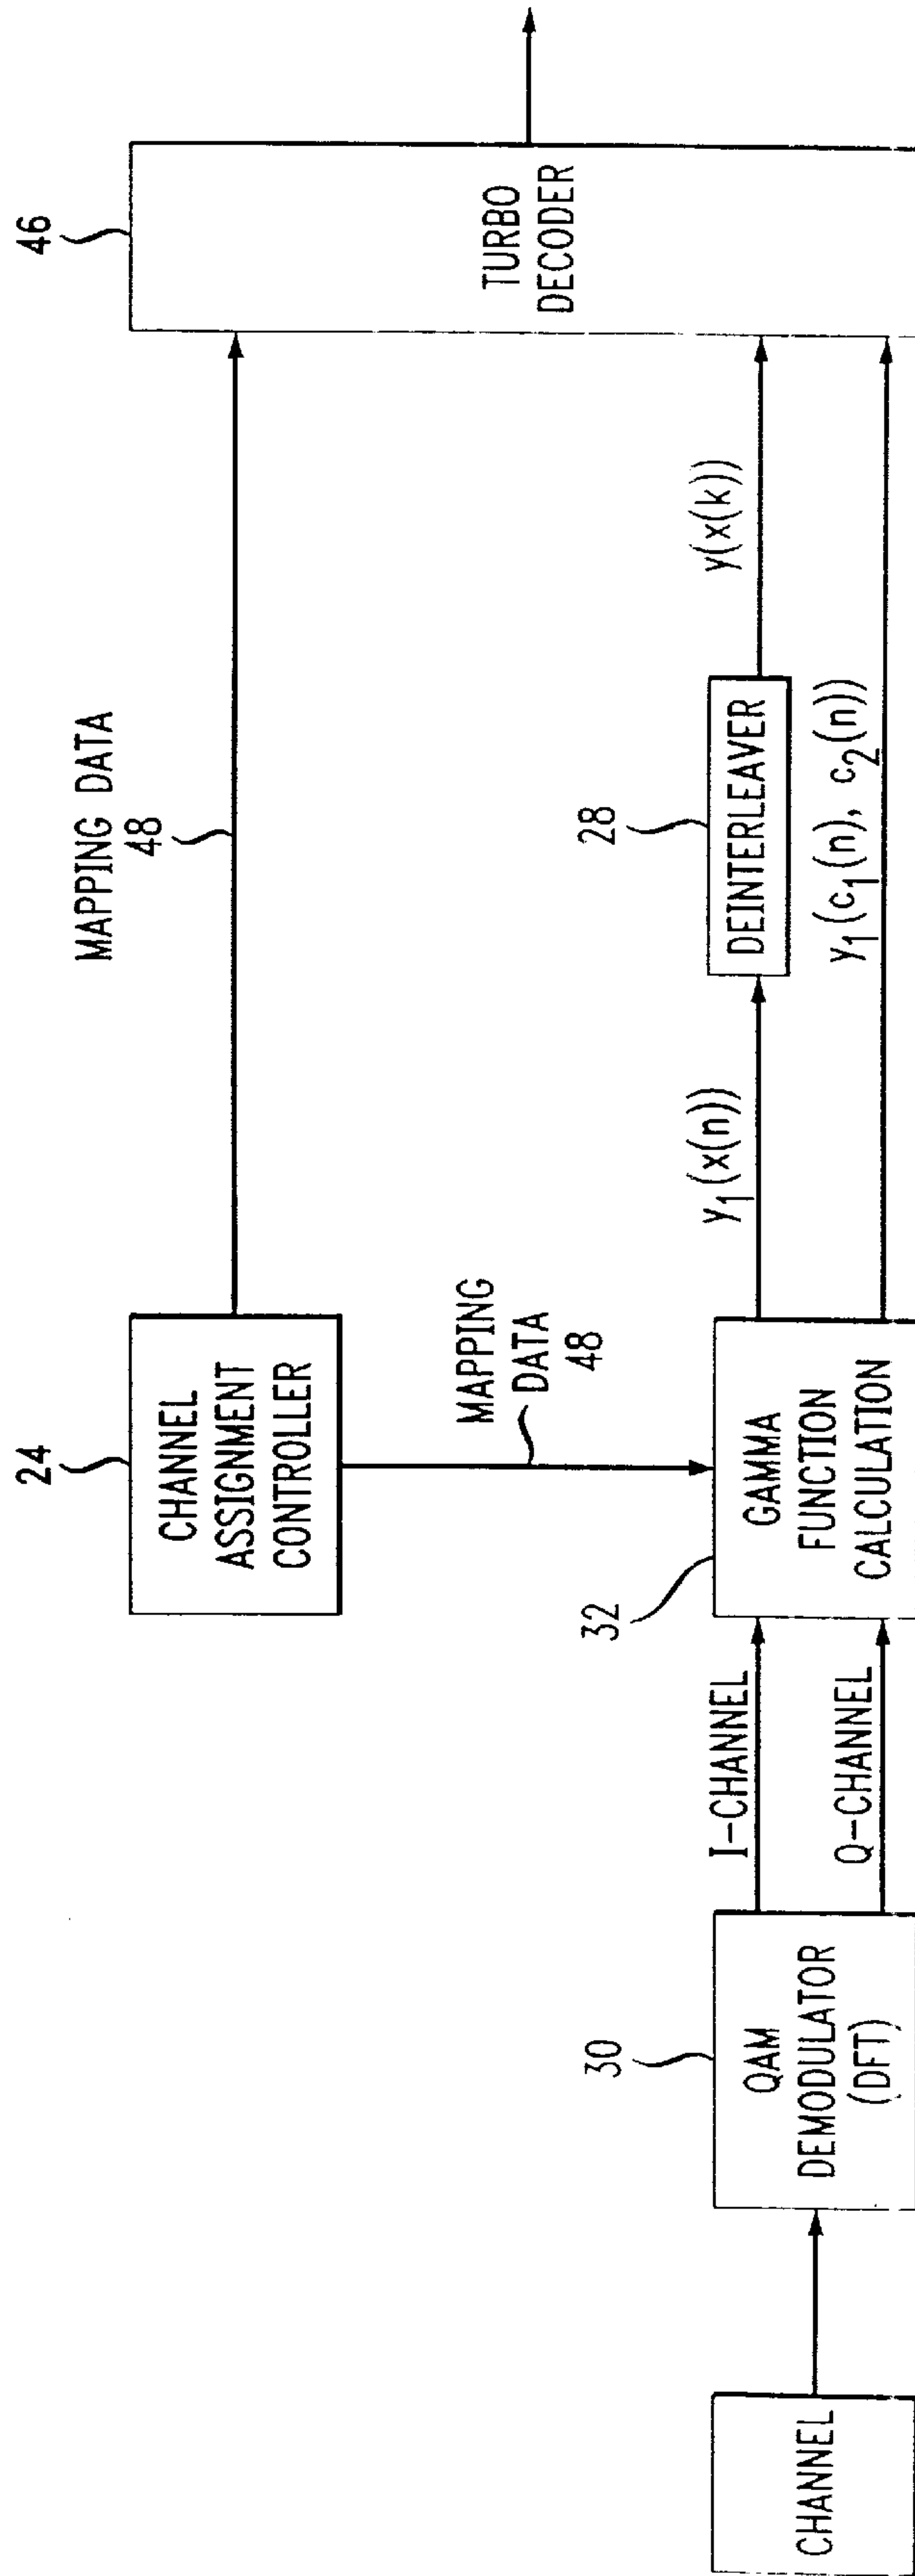 24
CHANNEL
ASSIGNMENT
CONTROLLER
MAPPING DATA
48
46
TURBO
DECODER
MAPPING
DATA
48
CHANNEL
30
QAM
DEMODULATOR
(DFT)
I-CHANNEL
Q-CHANNEL
32
GAMMA
FUNCTION
CALCULATION
Y₁(x(n))
28
DEINTERLEAVER
y(x(k))
Y₁(c₁(n), c₂(n))